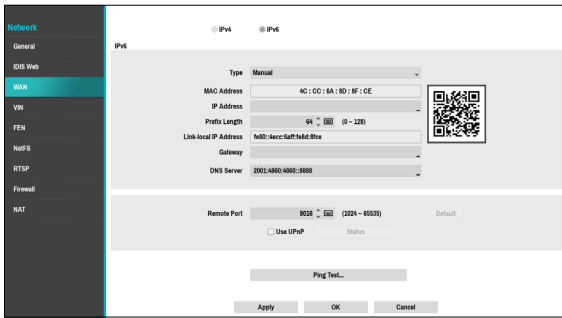 Network
IPv4 IPv6
General
IPv6
IDIS Web
Type Manual
WAN
MAC Address 4C : CC : 6A : 8D : 8F : CE
IP Address
VIN
Prefix Length 64 (0 ~ 128)
FEN
Link-local IP Address fe80::4ecc:6aff:fe8d:8fce
NetFS
Gateway
RTSP
DNS Server 2001:4860:4860::8888
Firewall
NAT
Remote Port 8016 (1024 ~ 65535) Default
Use UPnP Status
Ping Test...
Apply OK Cancel